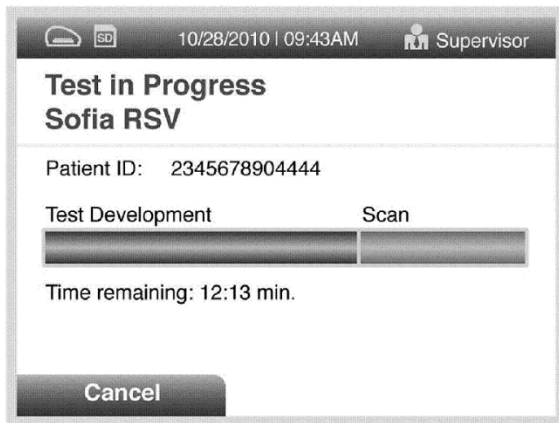 SD 10/28/2010 | 09:43AM Supervisor
Test in Progress
Sofia RSV
Patient ID: 2345678904444
Test Development Scan
Time remaining: 12:13 min.
Cancel